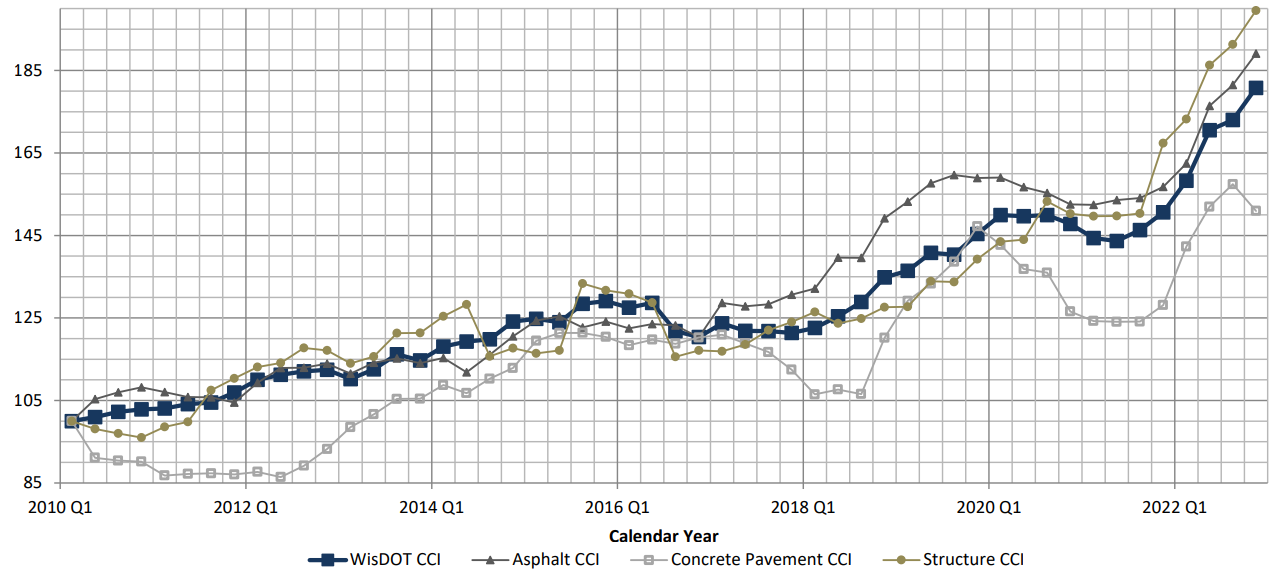 185
165
145
125
105
85
2010 Q1 2012 Q1 2014 Q1 2016 Q1 2018 Q1 2020 Q1 2022 Q1
Calendar Year
WisDOT CCI Asphalt CCI Concrete Pavement CCI Structure CCI